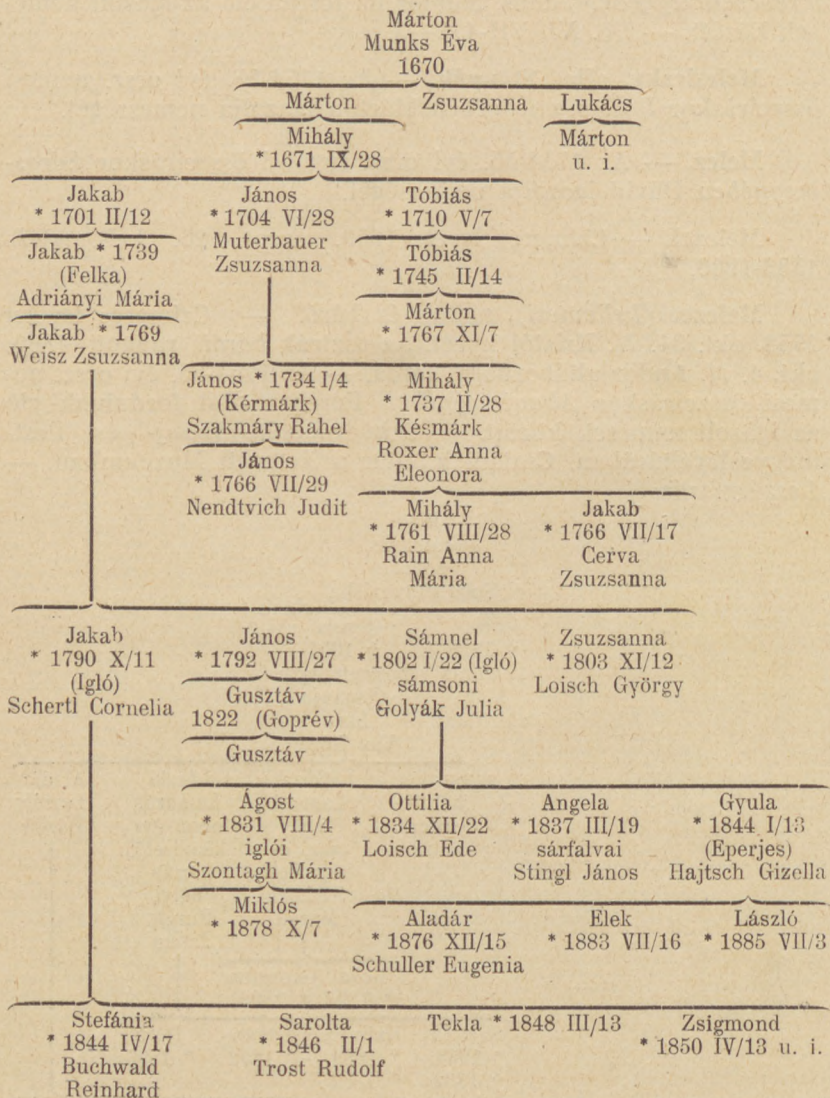 Márton
Munks Éva
1670
Márton Zsuzsanna Lukács
Mihály Márton
* 1671 IX/28 u. i.
Jakab János Tóbiás
* 1701 II/12 * 1704 VI/28 * 1710 V/7
Jakab * 1739 Muterbauer Tóbiás
(Felka) Zsuzsanna * 1745 II/14
Adriányi Mária Márton
Jakab * 1769 * 1767 XI/7
Weisz Zsuzsanna
János * 1734 I/4 Mihály
(Kérmárk) * 1737 II/28
Szakmáry Rahel Késmárk
János Roxer Anna
* 1766 VII/29 Eleonora
Nendtvich Judit Mihály Jakab
* 1761 VIII/28 * 1766 VII/17
Rain Anna Cerva
Mária Zsuzsanna
Jakab János Sámnel Zsuzsanna
* 1790 X/11 * 1792 VIII/27 * 1802 I/22 (Igló) * 1803 XI/12
(Igló) Gusztáv sámsoni Loisch György
Schertl Cornelia 1822 (Goprév) Golyák Julia
Gusztáv
Ágost Ottilia Angela Gyula
* 1831 VIII/4 * 1834 XII/22 * 1837 III/19 * 1844 I/13
iglói Loisch Ede sárfalvai (Eperjes)
Szontagh Mária Stingl János Hajtsch Gizella
Miklós Aladár Elek László
* 1878 X/7 * 1876 XII/15 * 1883 VII/16 * 1885 VII/3
Schuller Eugenia
Stefánia Sarolta Tekla * 1848 III/13 Zsigmond
* 1844 IV/17 * 1846 II/1 * 1850 IV/13 u. i.
Buchwald Trost Rudolf
Reinhard